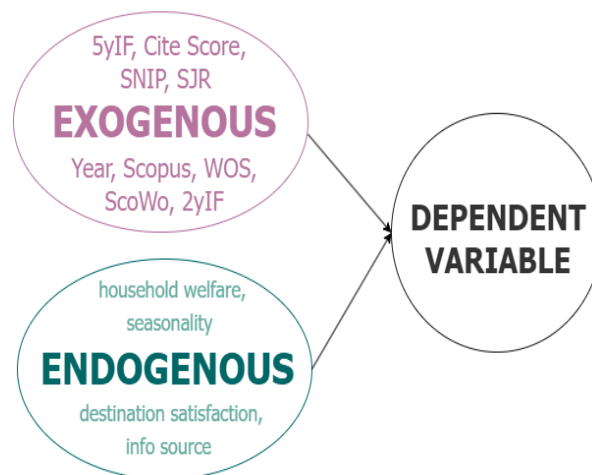 5yIF, Cite Score,
SNIP, SJR
EXOGENOUS
Year, Scopus, WOS,
ScoWo, 2yIF
DEPENDENT
VARIABLE
household welfare,
seasonality
ENDOGENOUS
destination satisfaction,
info source